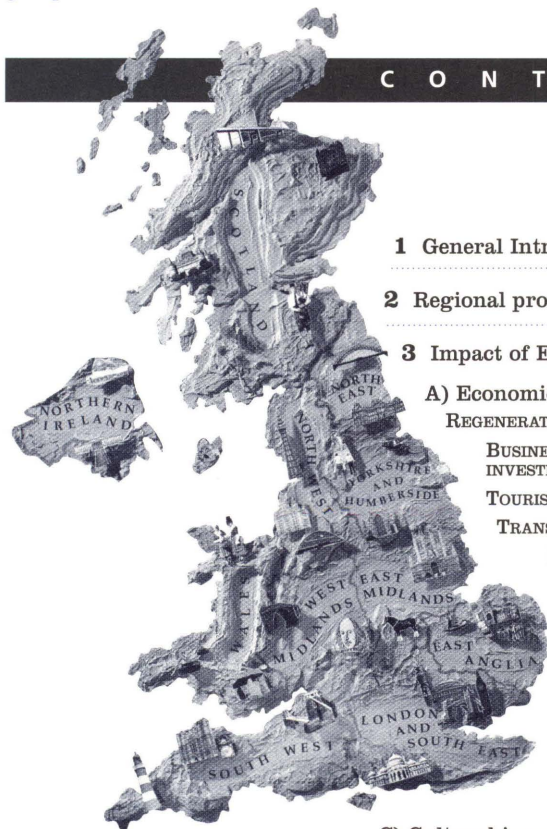 CONT
SCOTLAND
1 General Intr
2 Regional pro
3 Impact of E
NORTHERN
IRELAND
NORTH
EAST
A) Economi
REGENERAT
NORTH WEST
BUSINE
INVEST
YORKSHIRE
AND
HUMBERSIDE
TOURIS
TRANS
WALES
WEST
MIDLANDS
EAST
MIDLANDS
EAST
ANGLIA
LONDON
AND
SOUTH EAST
SOUTH WEST